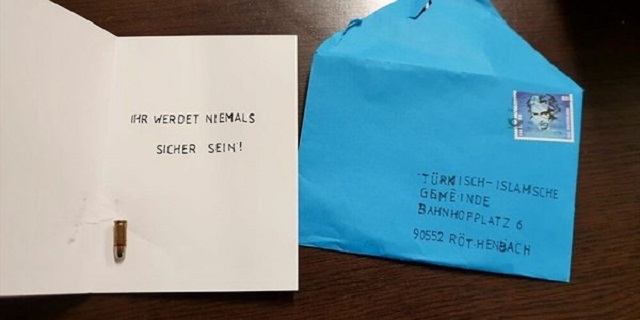 IHR WERDET NIEMALS
SICHER SEIN!
TÜRKISCH-ISLAMSCHE
GEMEINDE
BAHNHOFPLATZ 6
90552 RÖTHENBACH